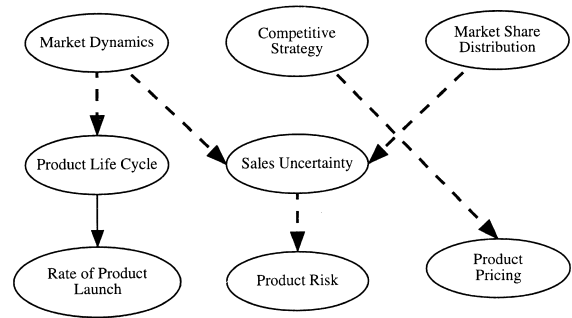 Market Dynamics
Competitive
Strategy
Market Share
Distribution
Product Life Cycle
Sales Uncertainty
Rate of Product
Launch
Product Risk
Product
Pricing